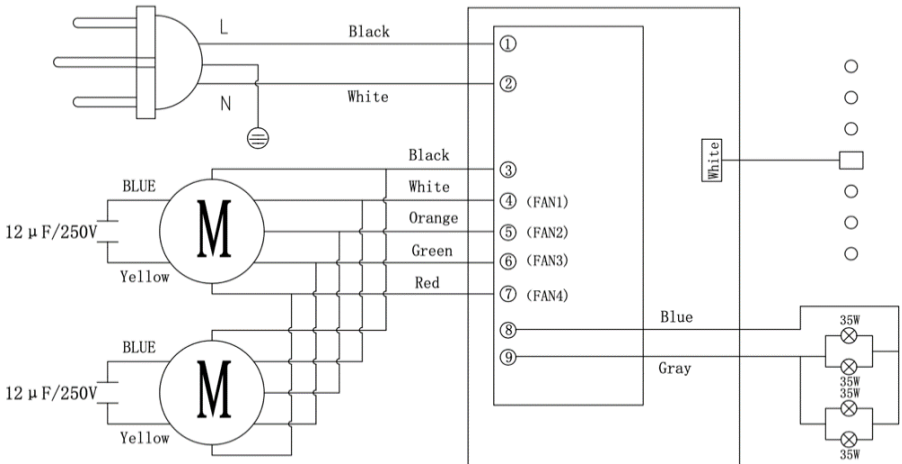 L
Black
①
②
N
White
Black
③
BLUE
White
④ (FAN1)
12μF/250V
M
Orange
⑤ (FAN2)
Green
⑥ (FAN3)
Yellow
Red
⑦ (FAN4)
White
⑧
Blue
35W
BLUE
⑨
Gray
35W
35W
12μF/250V
M
Yellow
35W